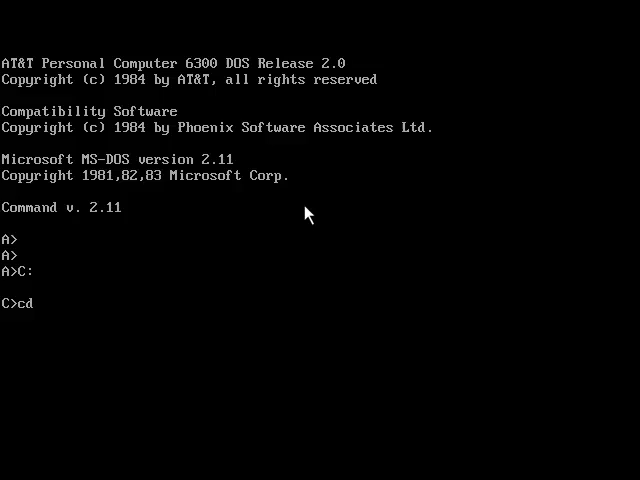 AT&T Personal Computer 6300 DOS Release 2.0
Copyright (c) 1984 by AT&T, all rights reserved
Compatibility Software
Copyright (c) 1984 by Phoenix Software Associates Ltd.
Microsoft MS-DOS version 2.11
Copyright 1981,82,83 Microsoft Corp.
Command v. 2.11
A>
A>
A>C:
C>cd